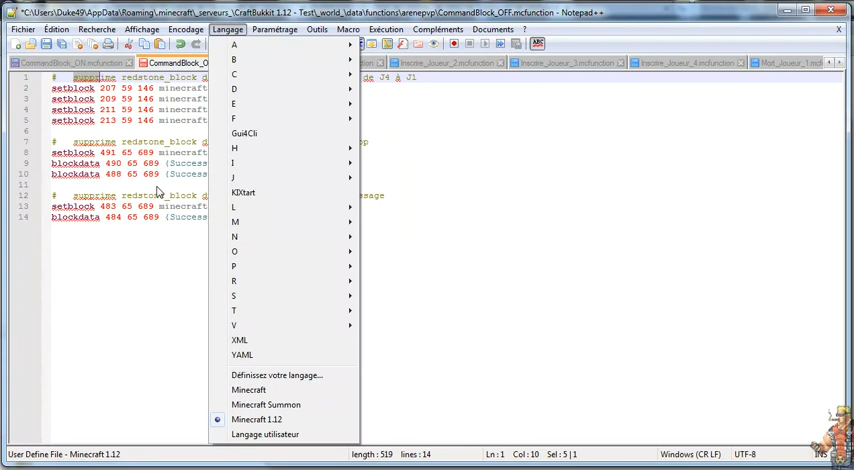 *C:\Users\Duke49\AppData\Roaming\.minecraft\_serveurs_\CraftBukkit 1.12 - Test\_world_\data\functions\arenepvp\CommandBlock_OFF.mcfunction - Notepad++
Fichier Édition Recherche Affichage Encodage Langage Paramétrage Outils Macro Exécution Compléments Documents ? X
CommandBlock_ON.mcfunction CommandBlock_O Inscrire_Joueur_2.mcfunction Inscrire_Joueur_3.mcfunction Inscrire_Joueur_4.mcfunction Mort_Joueur_1.mcf
1 # supprime redstone_block d de J4 à J1
2 setblock 207 59 146 minecraft
3 setblock 209 59 146 minecraft
4 setblock 211 59 146 minecraft
5 setblock 213 59 146 minecraft
6
7 # supprime redstone_block d op
8 setblock 491 65 689 minecraft
9 blockdata 490 65 689 {Success
10 blockdata 488 65 689 {Success
11
12 # supprime redstone_block d ssage
13 setblock 483 65 689 minecraft
14 blockdata 484 65 689 {Success
A
B
C
D
E
F
Gui4Cli
H
I
J
KIXtart
L
M
N
O
P
R
S
T
V
XML
YAML
Définissez votre langage...
Minecraft
Minecraft Summon
Minecraft 1.12
Langage utilisateur
User Define File - Minecraft 1.12 length : 519 lines : 14 Ln : 1 Col : 10 Sel : 5 | 1 Windows (CR LF) UTF-8 INS